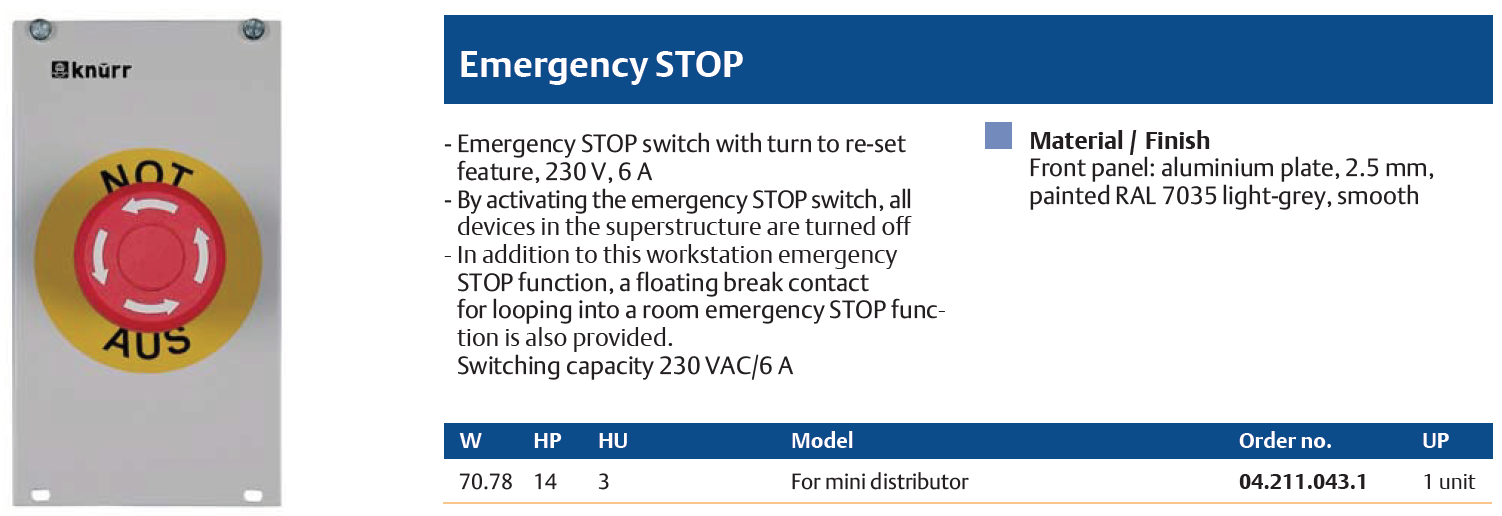 knürr
NOT
AUS
Emergency STOP
- Emergency STOP switch with turn to re-set
feature, 230 V, 6 A
- By activating the emergency STOP switch, all
devices in the superstructure are turned off
- In addition to this workstation emergency
STOP function, a floating break contact
for looping into a room emergency STOP func-
tion is also provided.
Switching capacity 230 VAC/6 A
Material / Finish
Front panel: aluminium plate, 2.5 mm,
painted RAL 7035 light-grey, smooth
W HP HU Model Order no. UP
70.78 14 3 For mini distributor 04.211.043.1 1 unit